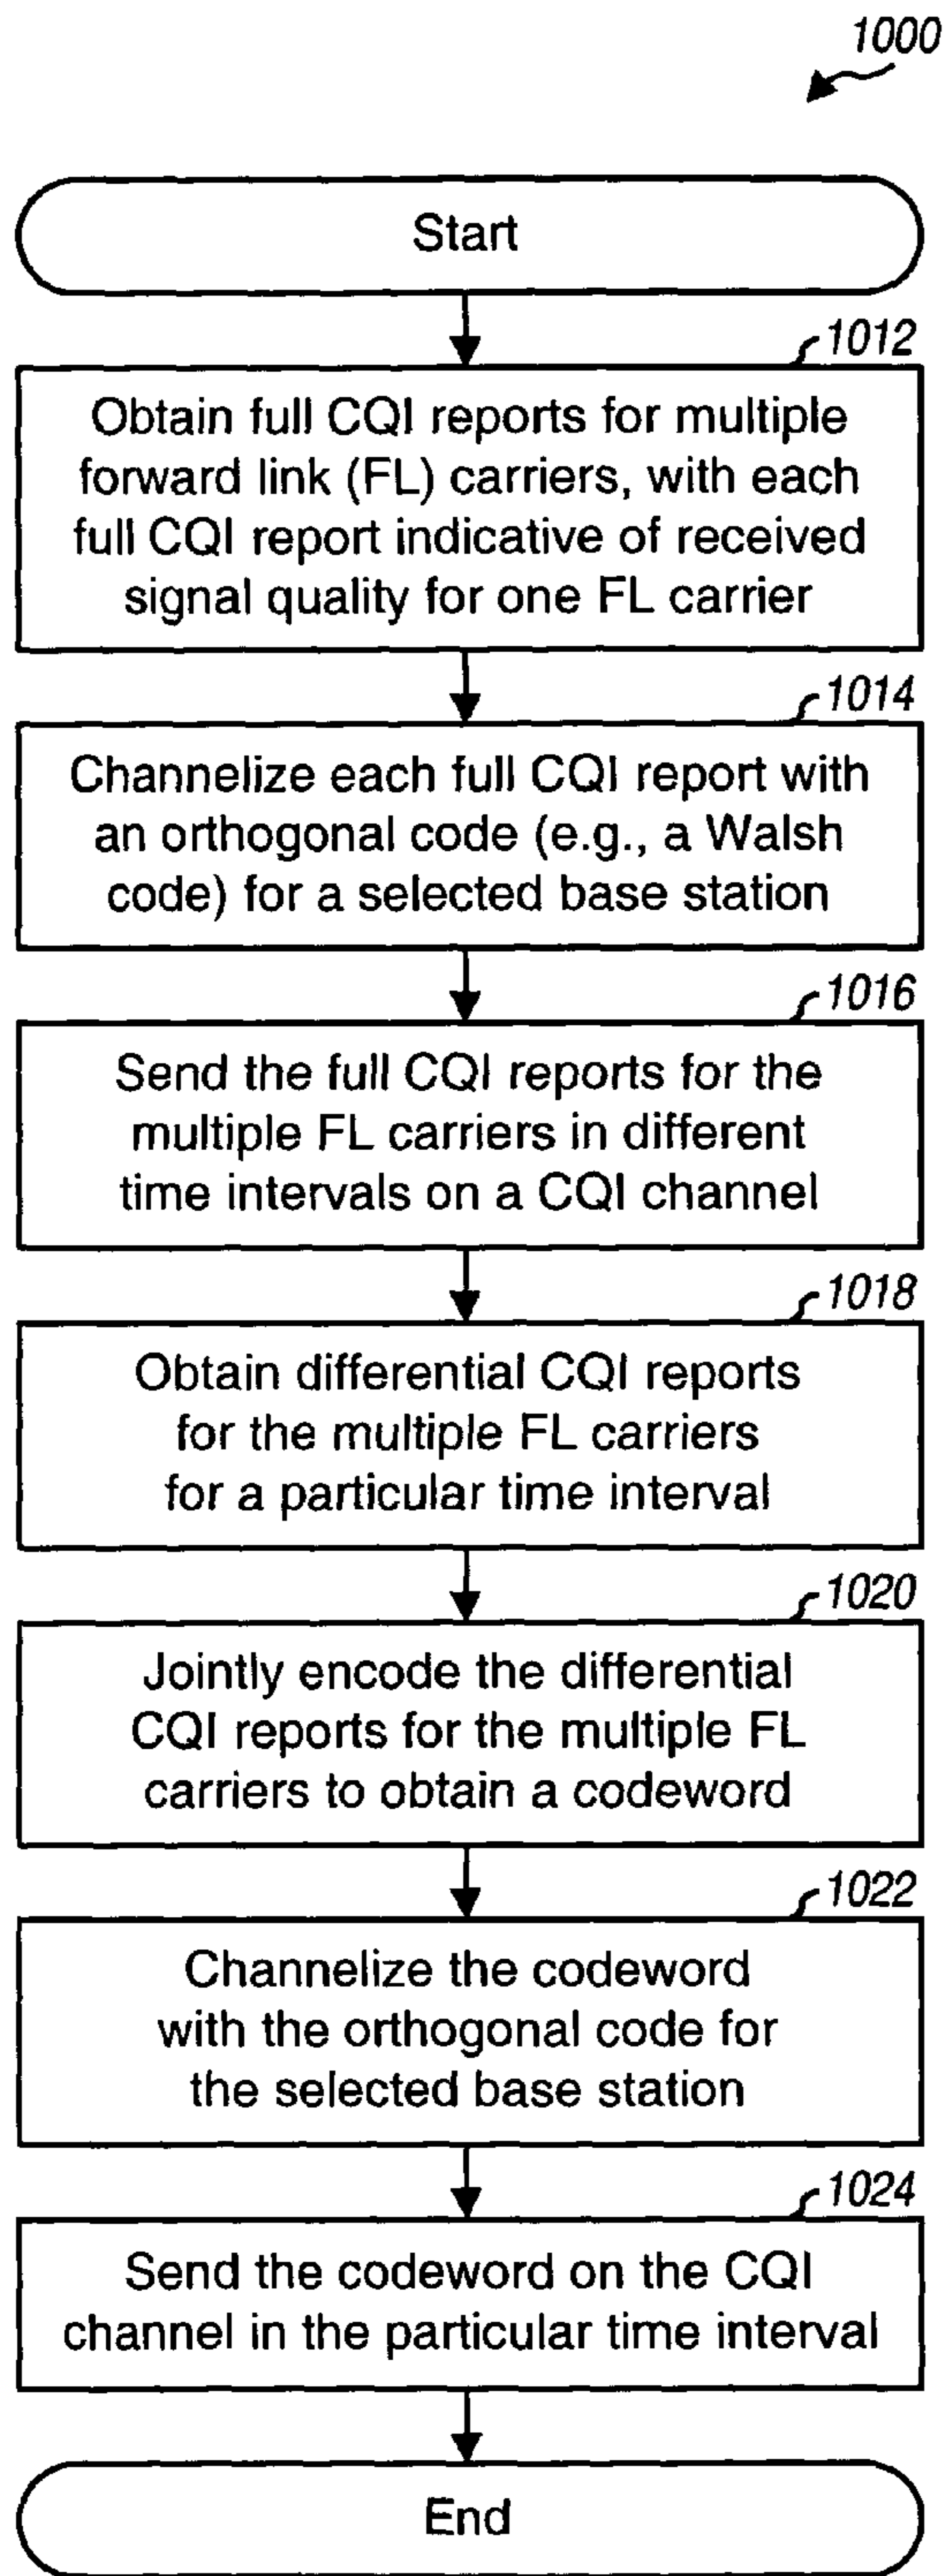 1000
Start
1012
Obtain full CQI reports for multiple
forward link (FL) carriers, with each
full CQI report indicative of received
signal quality for one FL carrier
1014
Channelize each full CQI report with
an orthogonal code (e.g., a Walsh
code) for a selected base station
1016
Send the full CQI reports for the
multiple FL carriers in different
time intervals on a CQI channel
1018
Obtain differential CQI reports
for the multiple FL carriers
for a particular time interval
1020
Jointly encode the differential
CQI reports for the multiple FL
carriers to obtain a codeword
1022
Channelize the codeword
with the orthogonal code for
the selected base station
1024
Send the codeword on the CQI
channel in the particular time interval
End